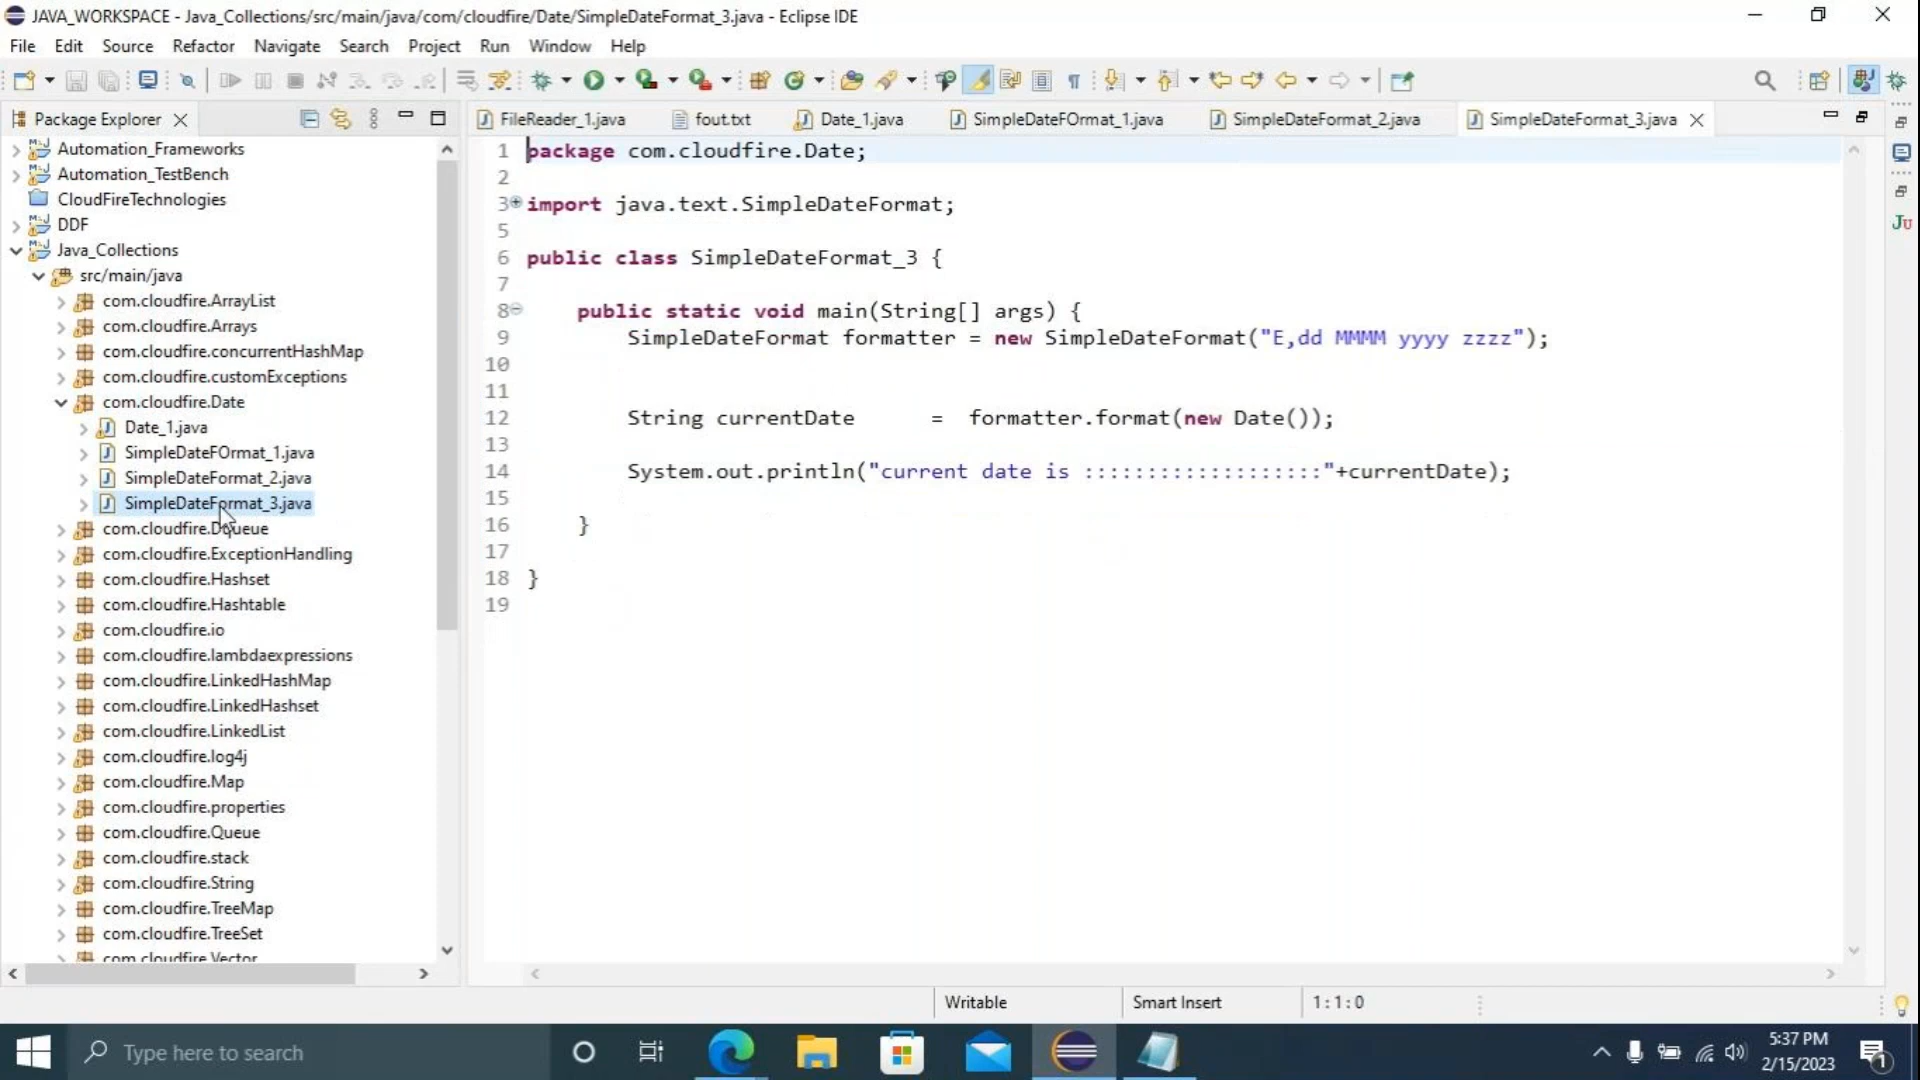 JAVA_WORKSPACE - Java_Collections/src/main/java/com/cloudfire/Date/SimpleDateFormat_3.java - Eclipse IDE
File Edit Source Refactor Navigate Search Project Run Window Help
Package Explorer
FileReader_1.java fout.txt Date_1.java SimpleDateFOrmat_1.java SimpleDateFormat_2.java SimpleDateFormat_3.java
Automation_Frameworks
Automation_TestBench
CloudFireTechnologies
DDF
Java_Collections
src/main/java
com.cloudfire.ArrayList
com.cloudfire.Arrays
com.cloudfire.concurrentHashMap
com.cloudfire.customExceptions
com.cloudfire.Date
Date_1.java
SimpleDateFOrmat_1.java
SimpleDateFormat_2.java
SimpleDateFormat_3.java
com.cloudfire.Dqueue
com.cloudfire.ExceptionHandling
com.cloudfire.Hashset
com.cloudfire.Hashtable
com.cloudfire.io
com.cloudfire.lambdaexpressions
com.cloudfire.LinkedHashMap
com.cloudfire.LinkedHashset
com.cloudfire.LinkedList
com.cloudfire.log4j
com.cloudfire.Map
com.cloudfire.properties
com.cloudfire.Queue
com.cloudfire.stack
com.cloudfire.String
com.cloudfire.TreeMap
com.cloudfire.TreeSet
com.cloudfire.Vector
1 package com.cloudfire.Date;
2
3 import java.text.SimpleDateFormat;
5
6 public class SimpleDateFormat_3 {
7
8 public static void main(String[] args) {
9 SimpleDateFormat formatter = new SimpleDateFormat("E,dd MMMM yyyy zzzz");
10
11
12 String currentDate = formatter.format(new Date());
13
14 System.out.println("current date is :::::::::::::::::::"+currentDate);
15
16 }
17
18 }
19
JU
Writable Smart Insert 1 : 1 : 0
Type here to search
5:37 PM
2/15/2023
1